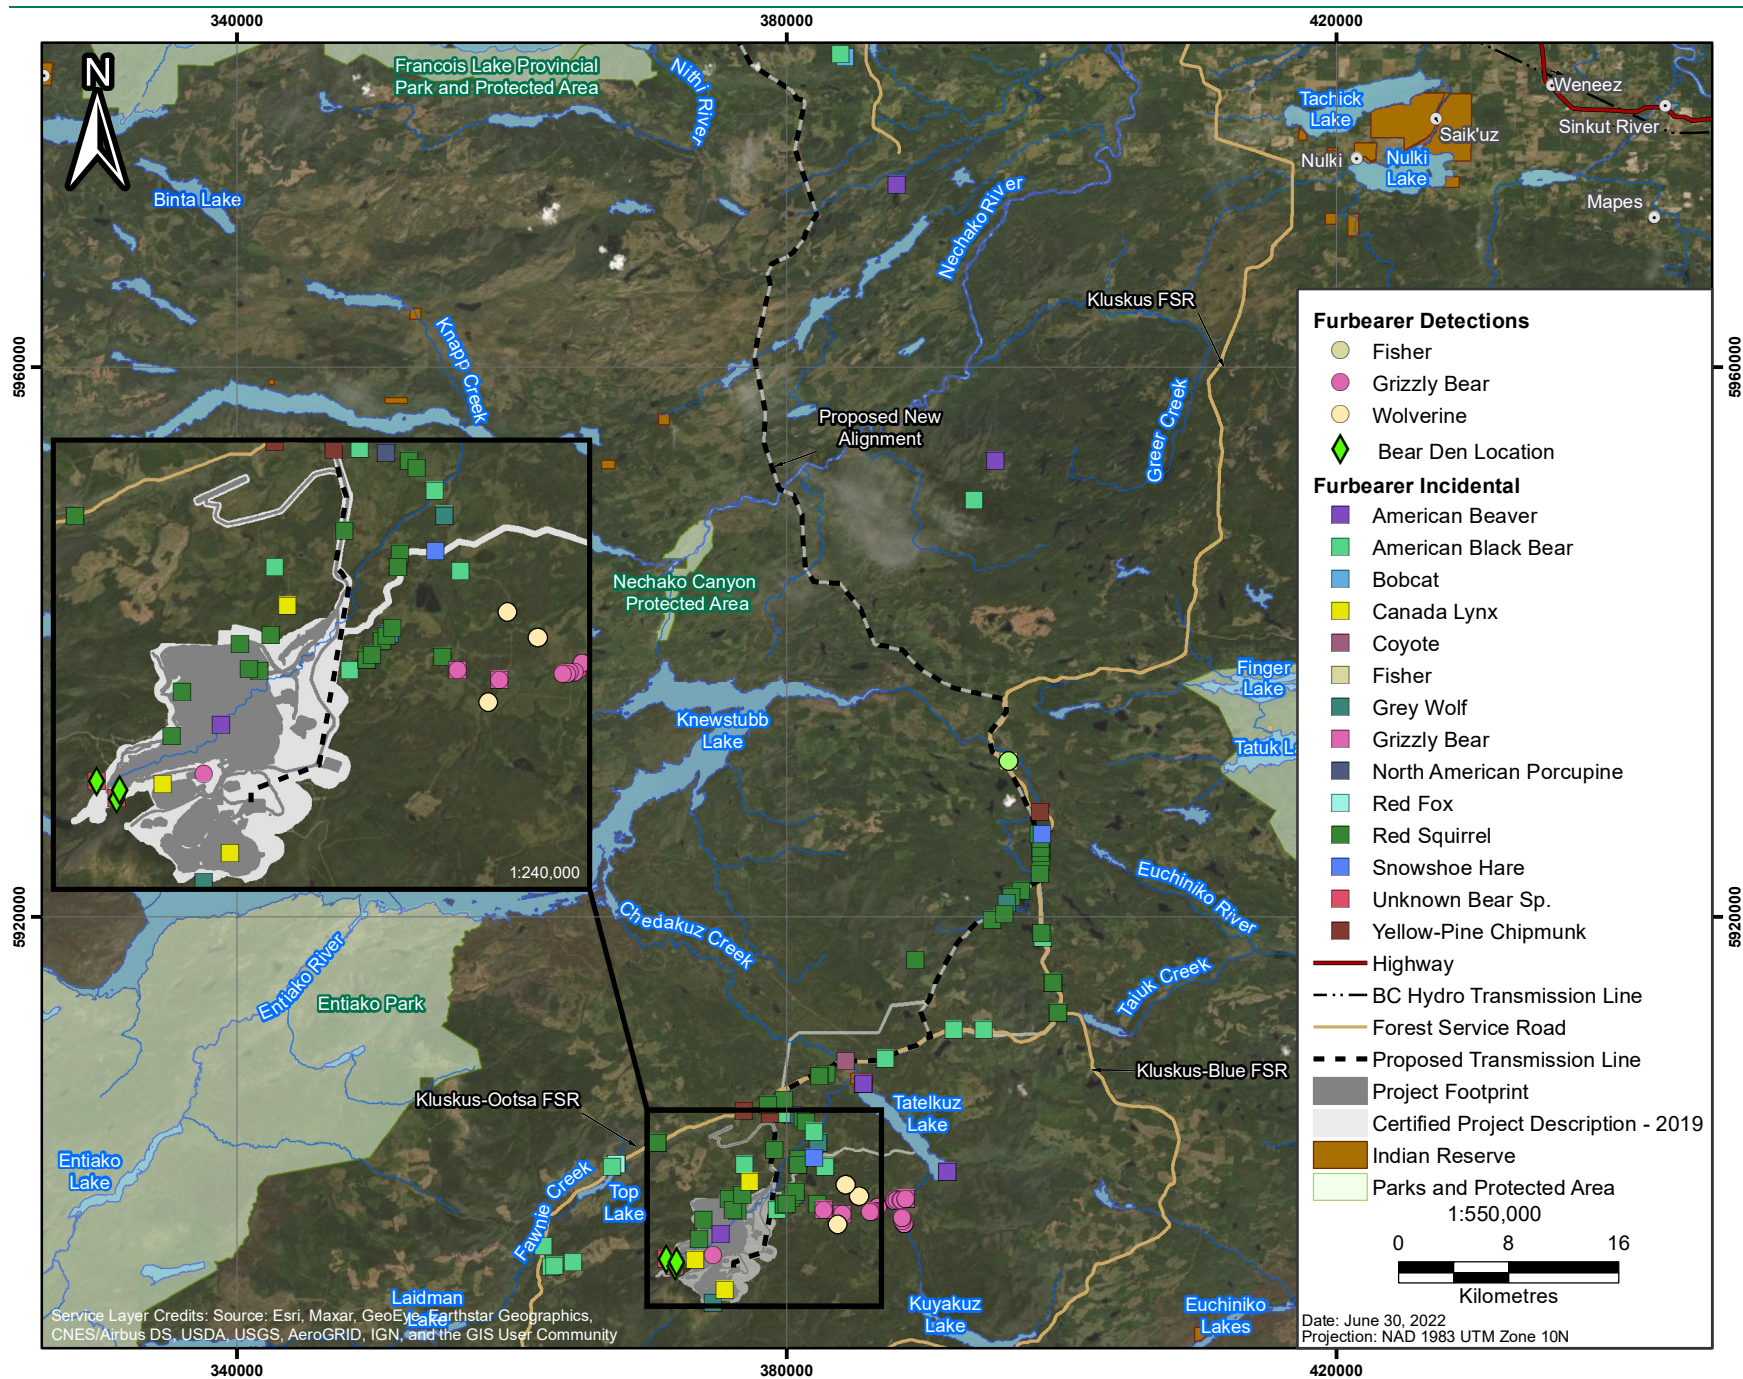 340000
380000
420000
N
Francois Lake Provincial
Park and Protected Area
Nithi River
Binta Lake
Tachick
Lake
Weneez
Sinkut River
Saik'uz
Nulki
Nulki
Lake
Mapes
Nechako River
Kluskus FSR
Knapp Creek
Greer Creek
Proposed New
Alignment
5960000
5960000
Nechako Canyon
Protected Area
Finger
Lake
Knewstubb
Lake
Tatuk L
1:240,000
Euchiniko River
Chedakuz Creek
5920000
5920000
Entiako River
Entiako Park
Taiuk Creek
Kluskus-Blue FSR
Kluskus-Ootsa FSR
Tatelkuz
Lake
Entiako
Lake
Fawnie Creek
Top
Lake
Laidman
Lake
Kuyakuz
Lake
Euchiniko
Lakes
Service Layer Credits: Source: Esri, Maxar, GeoEye, Earthstar Geographics,
CNES/Airbus DS, USDA, USGS, AeroGRID, IGN, and the GIS User Community
Furbearer Detections
Fisher
Grizzly Bear
Wolverine
Bear Den Location
Furbearer Incidental
American Beaver
American Black Bear
Bobcat
Canada Lynx
Coyote
Fisher
Grey Wolf
Grizzly Bear
North American Porcupine
Red Fox
Red Squirrel
Snowshoe Hare
Unknown Bear Sp.
Yellow-Pine Chipmunk
Highway
BC Hydro Transmission Line
Forest Service Road
Proposed Transmission Line
Project Footprint
Certified Project Description - 2019
Indian Reserve
Parks and Protected Area
1:550,000
0 8 16
Kilometres
Date: June 30, 2022
Projection: NAD 1983 UTM Zone 10N
340000
380000
420000